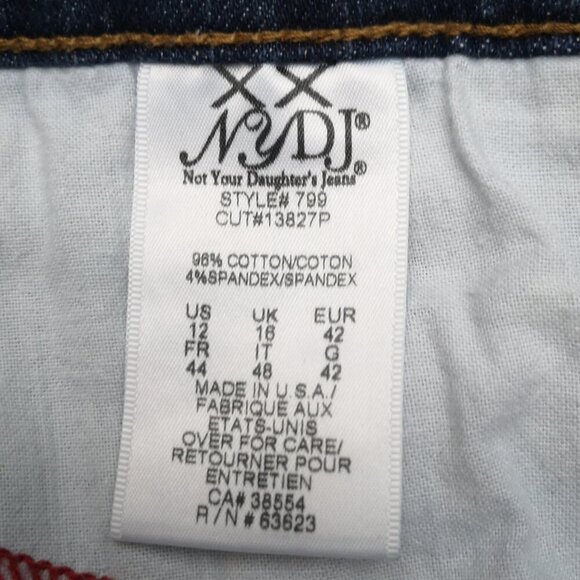 XX
NYDJ®
Not Your Daughter's Jeans®
STYLE# 799
CUT#13827P
96% COTTON/COTON
4%SPANDEX/SPANDEX
US UK EUR
12 16 42
FR IT G
44 48 42
MADE IN U.S.A./
FABRIQUE AUX
ETATS-UNIS
OVER FOR CARE/
RETOURNER POUR
ENTRETIEN
CA# 38554
R/N # 63623